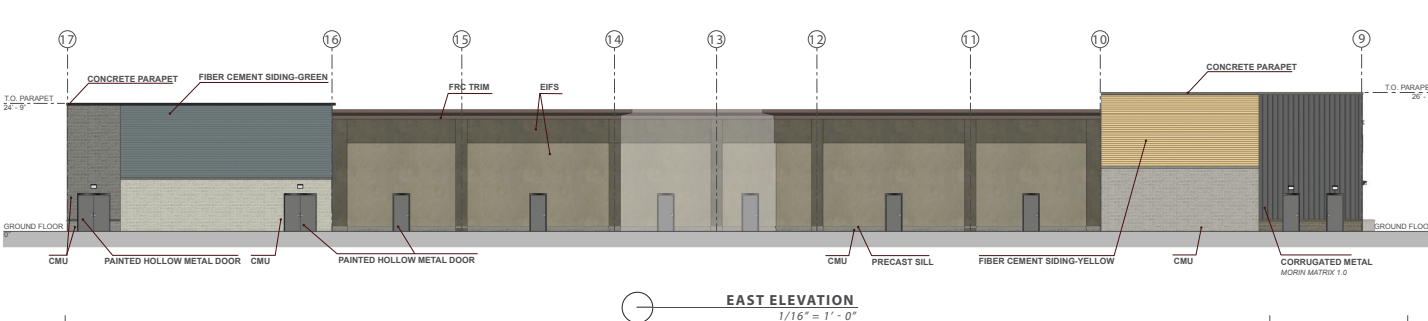 17
16
15
14
13
12
11
10
9
CONCRETE PARAPET
FIBER CEMENT SIDING-GREEN
FRC TRIM
EIFS
CONCRETE PARAPET
T.O. PARAPET
24' - 9"
T.O. PARAPE
26' -
GROUND FLOOR
0"
GROUND FLOO
CMU
PAINTED HOLLOW METAL DOOR
CMU
PAINTED HOLLOW METAL DOOR
CMU
PRECAST SILL
FIBER CEMENT SIDING-YELLOW
CMU
CORRUGATED METAL
MORIN MATRIX 1.0
EAST ELEVATION
1/16" = 1' - 0"